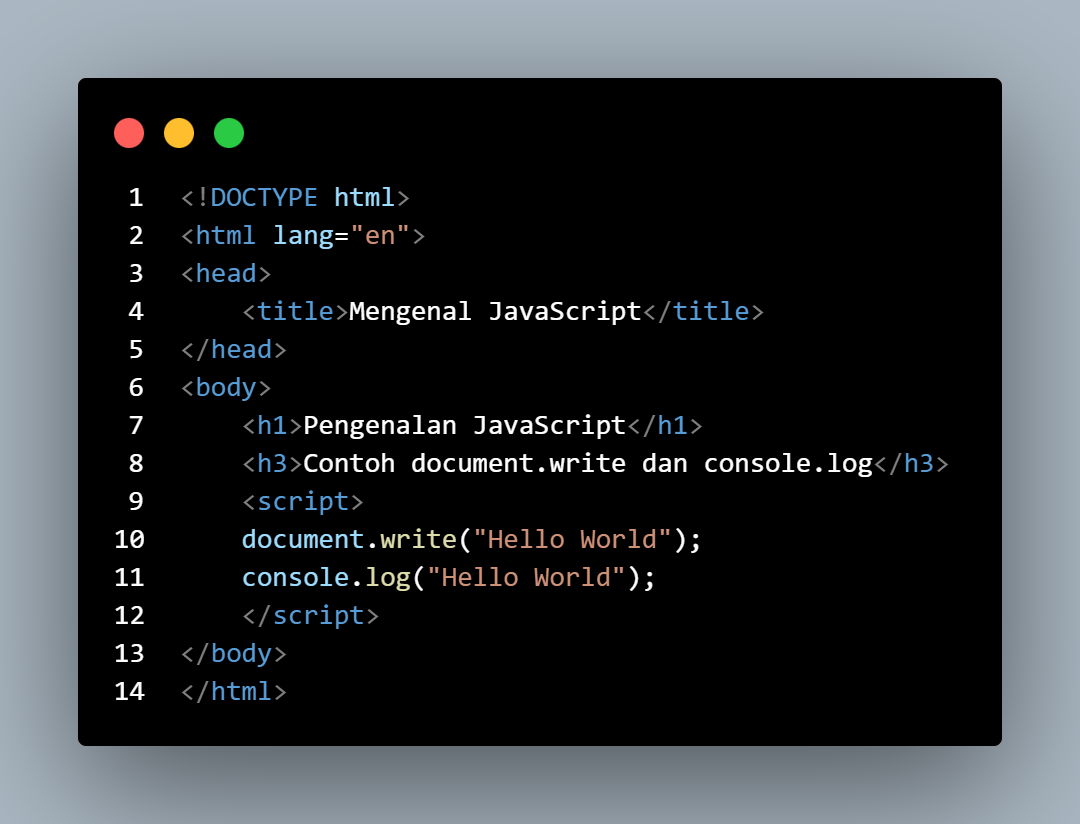 1 <!DOCTYPE html>
2 <html lang="en">
3 <head>
4     <title>Mengenal JavaScript</title>
5 </head>
6 <body>
7     <h1>Pengenalan JavaScript</h1>
8     <h3>Contoh document.write dan console.log</h3>
9     <script>
10     document.write("Hello World");
11     console.log("Hello World");
12     </script>
13 </body>
14 </html>